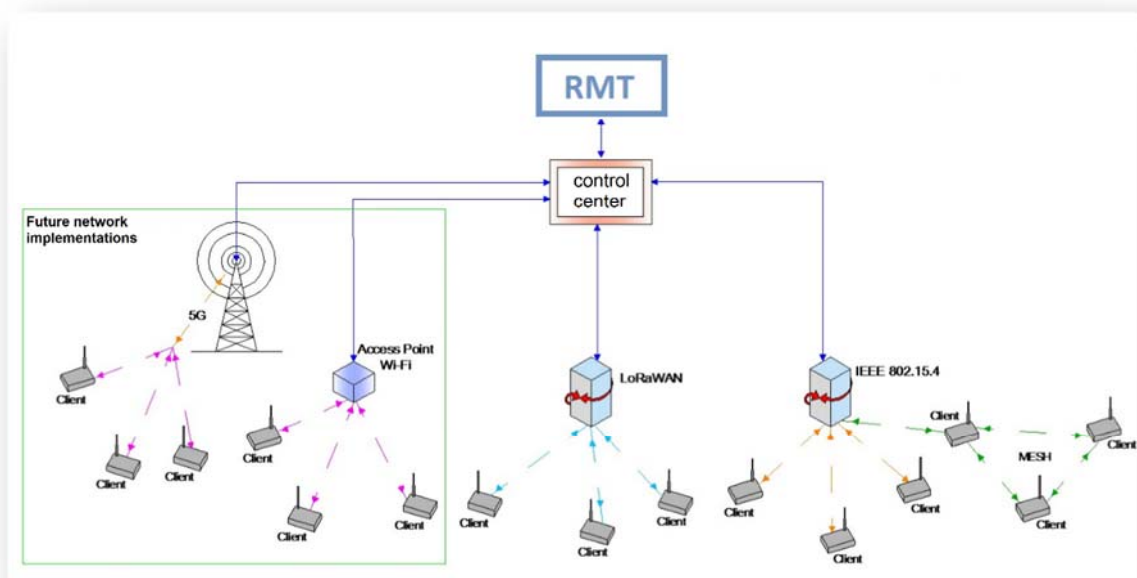 RMT
control
center
Future network
implementations
5G
Access Point
Wi-Fi
LoRaWAN
IEEE 802.15.4
Client
Client
Client
Client
Client
Client
Client
Client
Client
Client
Client
Client
Client
MESH
Client
Client